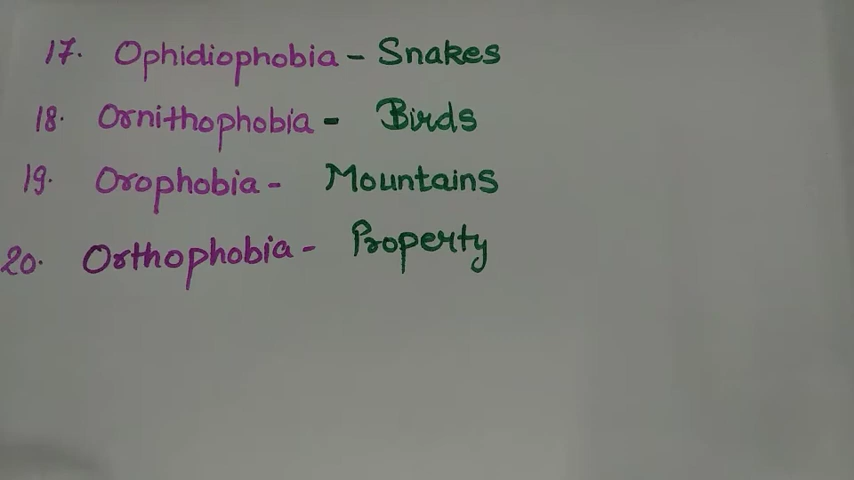 17. Ophidiophobia - Snakes
18. Ornithophobia - Birds
19. Orophobia - Mountains
20. Orthophobia - Property